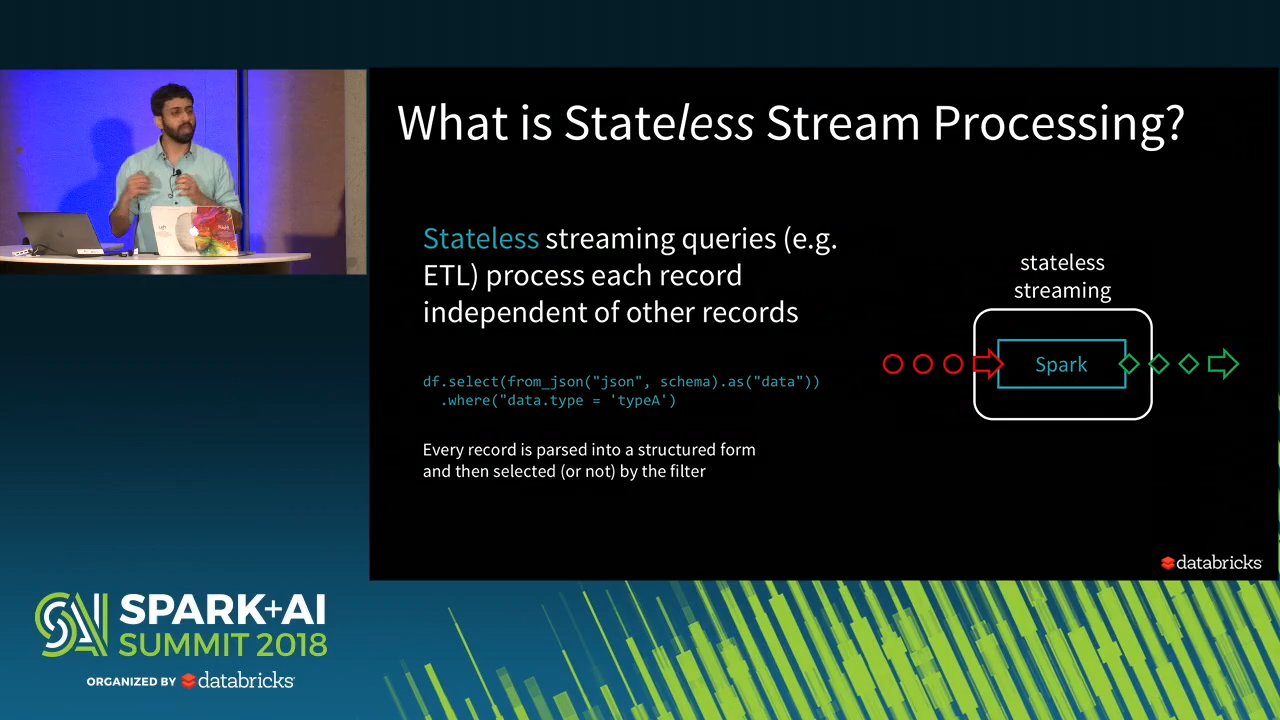 What is Stateless Stream Processing?
Stateless streaming queries (e.g.
ETL) process each record
independent of other records
df.select(from_json("json", schema).as("data"))
.where("data.type = 'typeA')
Every record is parsed into a structured form
and then selected (or not) by the filter
stateless
streaming
Spark
databricks
SAI
SPARK+AI
SUMMIT 2018
ORGANIZED BY databricks